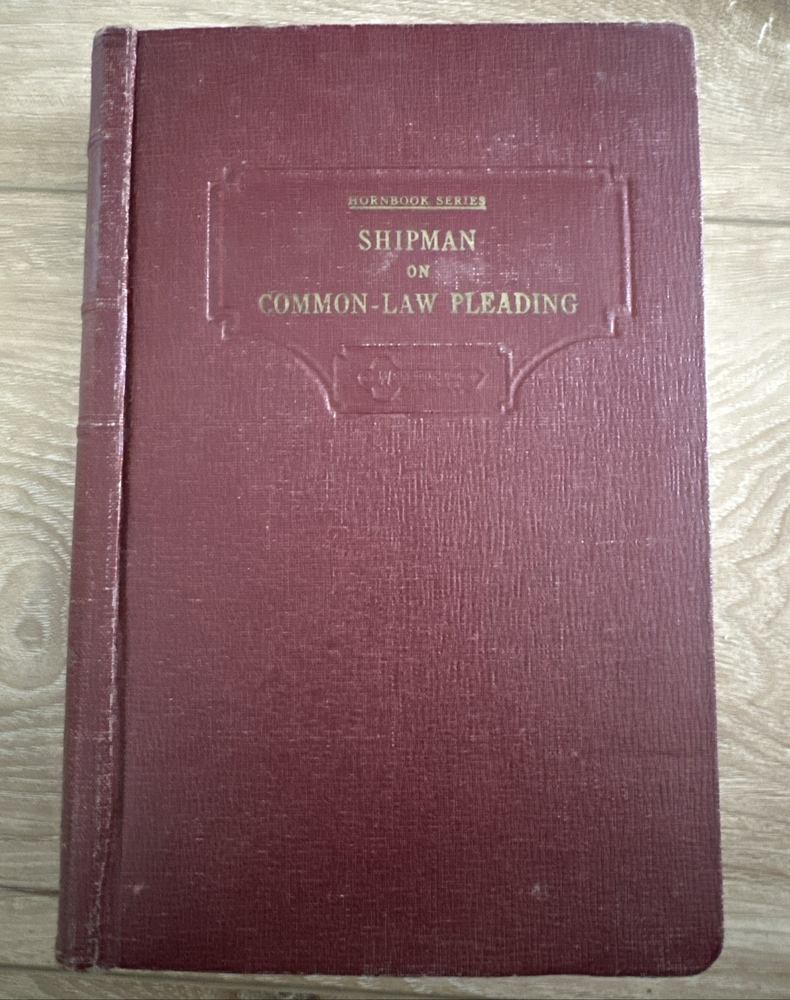 HORNBOOK SERIES
SHIPMAN
ON
COMMON-LAW PLEADING
W